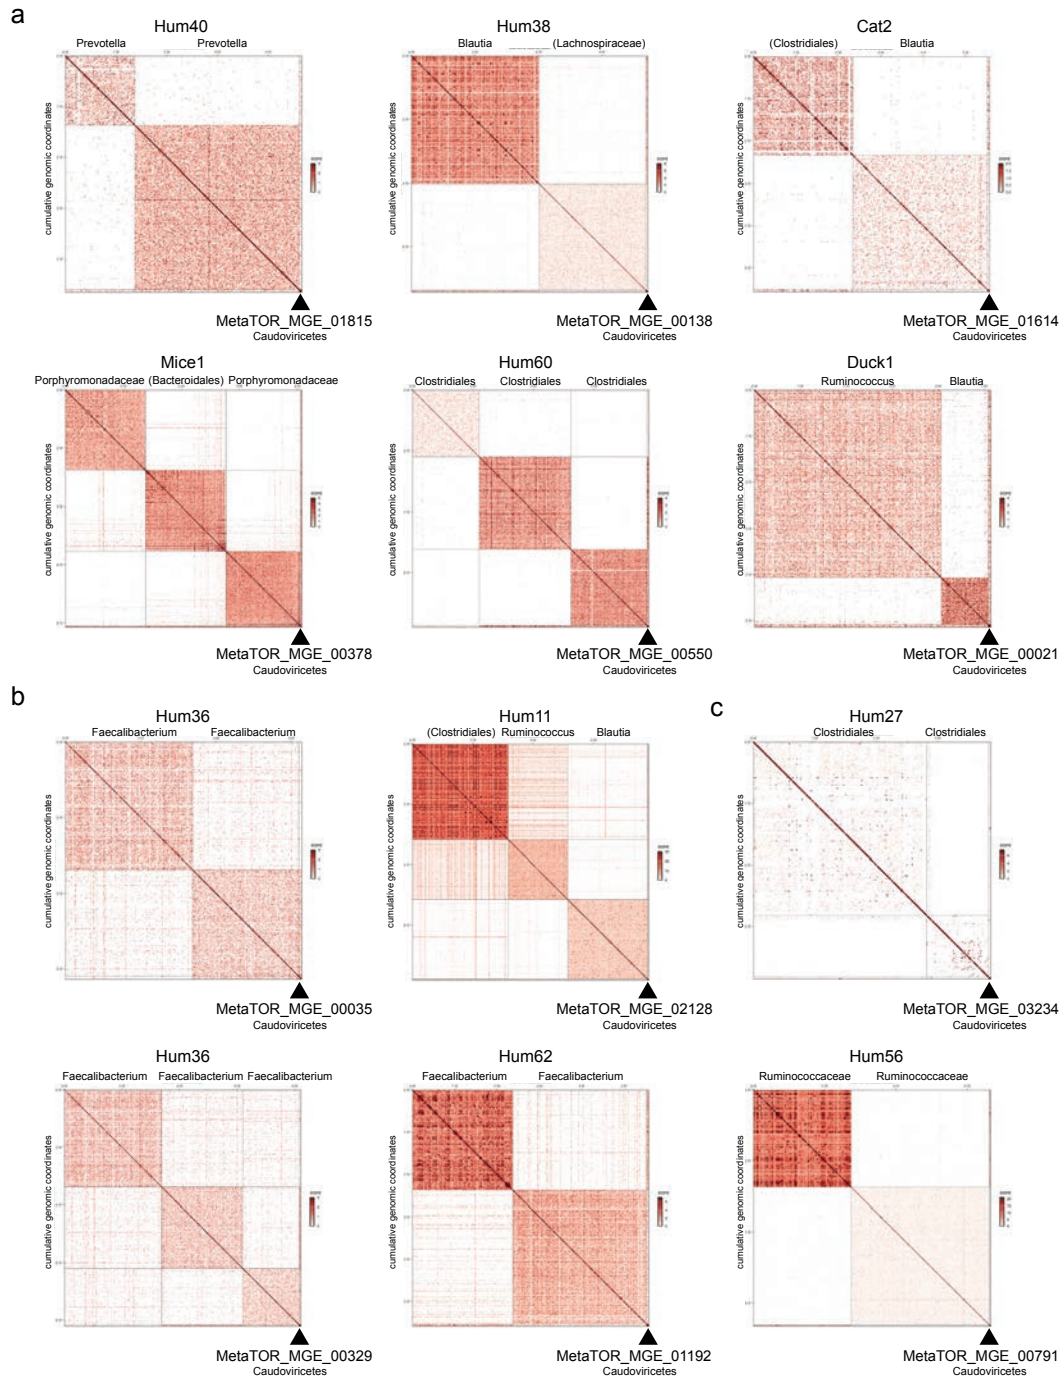 a
Hum40
Prevotella Prevotella
cumulative genomic coordinates
MetaTOR_MGE_01815
Caudoviricetes
Hum38
Blautia (Lachnospiraceae)
cumulative genomic coordinates
MetaTOR_MGE_00138
Caudoviricetes
Cat2
(Clostridiales) Blautia
cumulative genomic coordinates
MetaTOR_MGE_01614
Caudoviricetes
Mice1
Porphyromonadaceae (Bacteroidales) Porphyromonadaceae
cumulative genomic coordinates
MetaTOR_MGE_00378
Caudoviricetes
Hum60
Clostridiales Clostridiales Clostridiales
cumulative genomic coordinates
MetaTOR_MGE_00550
Caudoviricetes
Duck1
Ruminococcus Blautia
cumulative genomic coordinates
MetaTOR_MGE_00021
Caudoviricetes
b
Hum36
Faecalibacterium Faecalibacterium
cumulative genomic coordinates
MetaTOR_MGE_00035
Caudoviricetes
Hum11
(Clostridiales) Ruminococcus Blautia
cumulative genomic coordinates
MetaTOR_MGE_02128
Caudoviricetes
c
Hum27
Clostridiales Clostridiales
cumulative genomic coordinates
MetaTOR_MGE_03234
Caudoviricetes
Hum36
Faecalibacterium Faecalibacterium Faecalibacterium
cumulative genomic coordinates
MetaTOR_MGE_00329
Caudoviricetes
Hum62
Faecalibacterium Faecalibacterium
cumulative genomic coordinates
MetaTOR_MGE_01192
Caudoviricetes
Hum56
Ruminococcaceae Ruminococcaceae
cumulative genomic coordinates
MetaTOR_MGE_00791
Caudoviricetes